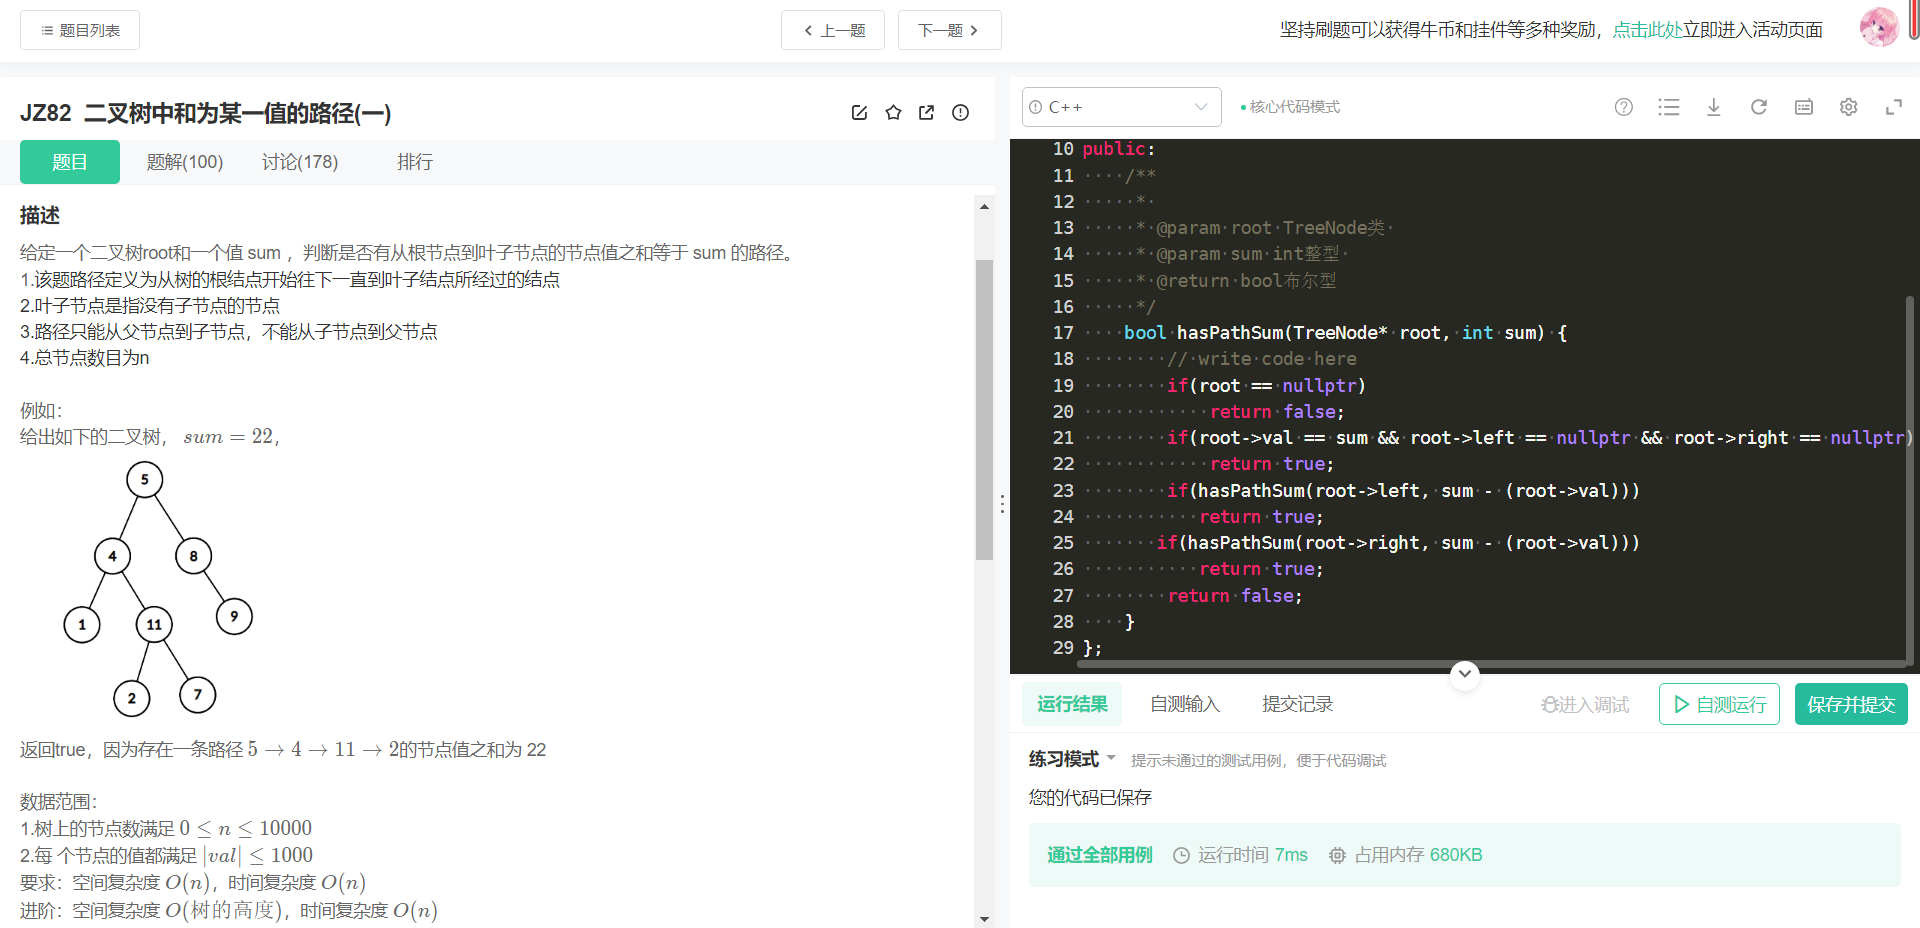 题目列表
上一题
下一题
坚持刷题可以获得牛币和挂件等多种奖励，点击此处立即进入活动页面
JZ82 二叉树中和为某一值的路径(一)
题目 题解(100) 讨论(178) 排行
描述
给定一个二叉树root和一个值 sum ，判断是否有从根节点到叶子节点的节点值之和等于 sum 的路径。
1.该题路径定义为从树的根结点开始往下一直到叶子结点所经过的结点
2.叶子节点是指没有子节点的节点
3.路径只能从父节点到子节点，不能从子节点到父节点
4.总节点数目为n
例如：
给出如下的二叉树， sum = 22，
5
4 8
1 11 9
2 7
返回true，因为存在一条路径 5 → 4 → 11 → 2的节点值之和为 22
数据范围：
1.树上的节点数满足 0 ≤ n ≤ 10000
2.每 个节点的值都满足 |val| ≤ 1000
要求：空间复杂度 O(n)，时间复杂度 O(n)
进阶：空间复杂度 O(树的高度)，时间复杂度 O(n)
C++
核心代码模式
10 public:
11 /**
12 *
13 * @param root TreeNode类
14 * @param sum int整型
15 * @return bool布尔型
16 */
17 bool hasPathSum(TreeNode* root, int sum) {
18 // write code here
19 if(root == nullptr)
20 return false;
21 if(root->val == sum && root->left == nullptr && root->right == nullptr)
22 return true;
23 if(hasPathSum(root->left, sum - (root->val)))
24 return true;
25 if(hasPathSum(root->right, sum - (root->val)))
26 return true;
27 return false;
28 }
29 };
运行结果 自测输入 提交记录 进入调试 自测运行 保存并提交
练习模式 提示未通过的测试用例，便于代码调试
您的代码已保存
通过全部用例 运行时间 7ms 占用内存 680KB